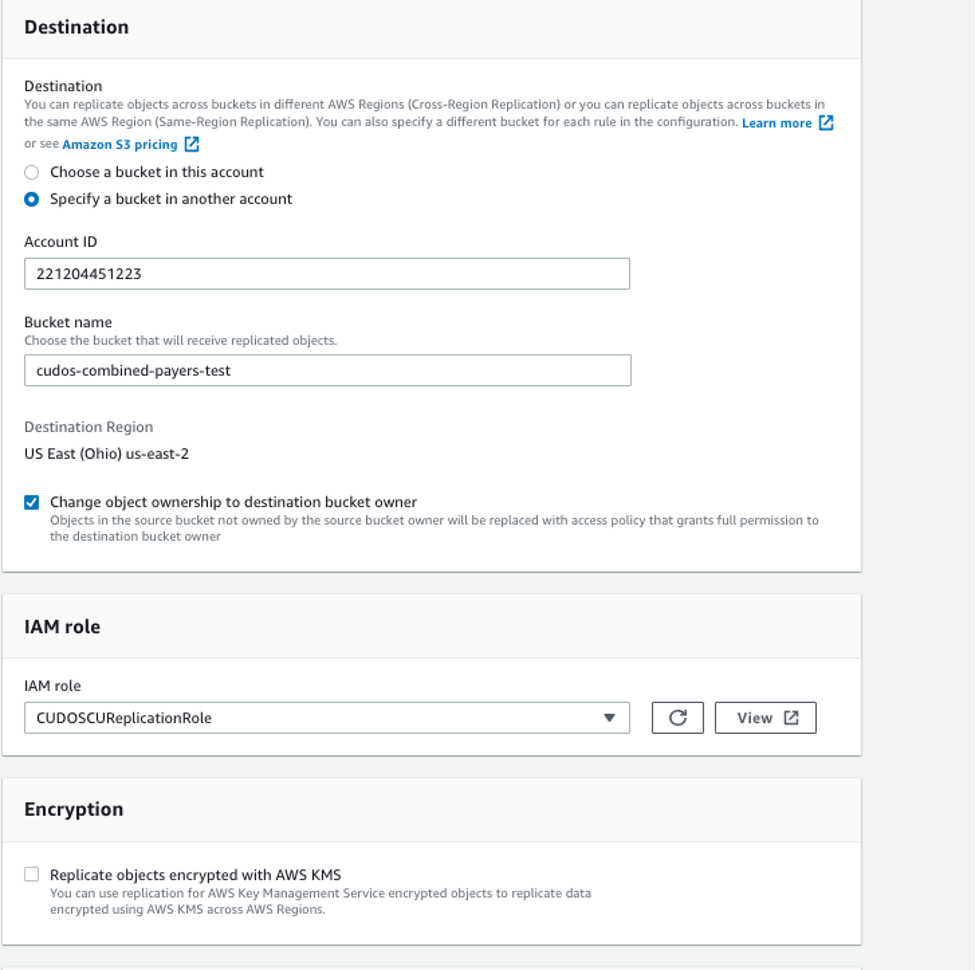 Destination
Destination
You can replicate objects across buckets in different AWS Regions (Cross-Region Replication) or you can replicate objects across buckets in
the same AWS Region (Same-Region Replication). You can also specify a different bucket for each rule in the configuration. Learn more
or see Amazon S3 pricing
Choose a bucket in this account
Specify a bucket in another account
Account ID
221204451223
Bucket name
Choose the bucket that will receive replicated objects.
cudos-combined-payers-test
Destination Region
US East (Ohio) us-east-2
Change object ownership to destination bucket owner
Objects in the source bucket not owned by the source bucket owner will be replaced with access policy that grants full permission to
the destination bucket owner
IAM role
IAM role
CUDOSCUReplicationRole
View
Encryption
Replicate objects encrypted with AWS KMS
You can use replication for AWS Key Management Service encrypted objects to replicate data
encrypted using AWS KMS across AWS Regions.